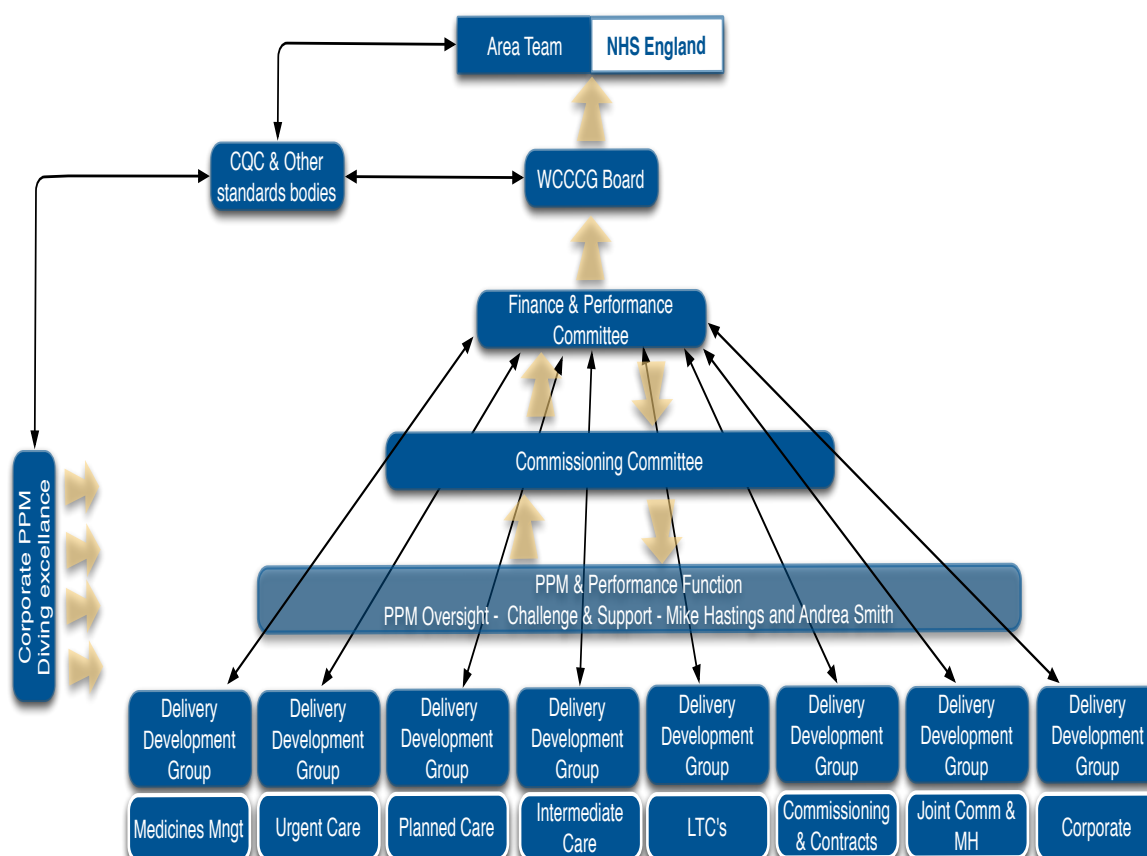 Area Team
NHS England
CQC & Other
standards bodies
WCCCG Board
Finance & Performance
Committee
Commissioning Committee
Corporate PPM
Diving excellance
PPM & Performance Function
PPM Oversight - Challenge & Support - Mike Hastings and Andrea Smith
Delivery
Development
Group
Delivery
Development
Group
Delivery
Development
Group
Delivery
Development
Group
Delivery
Development
Group
Delivery
Development
Group
Delivery
Development
Group
Delivery
Development
Group
Medicines Mngt
Urgent Care
Planned Care
Intermediate
Care
LTC's
Commissioning
& Contracts
Joint Comm &
MH
Corporate